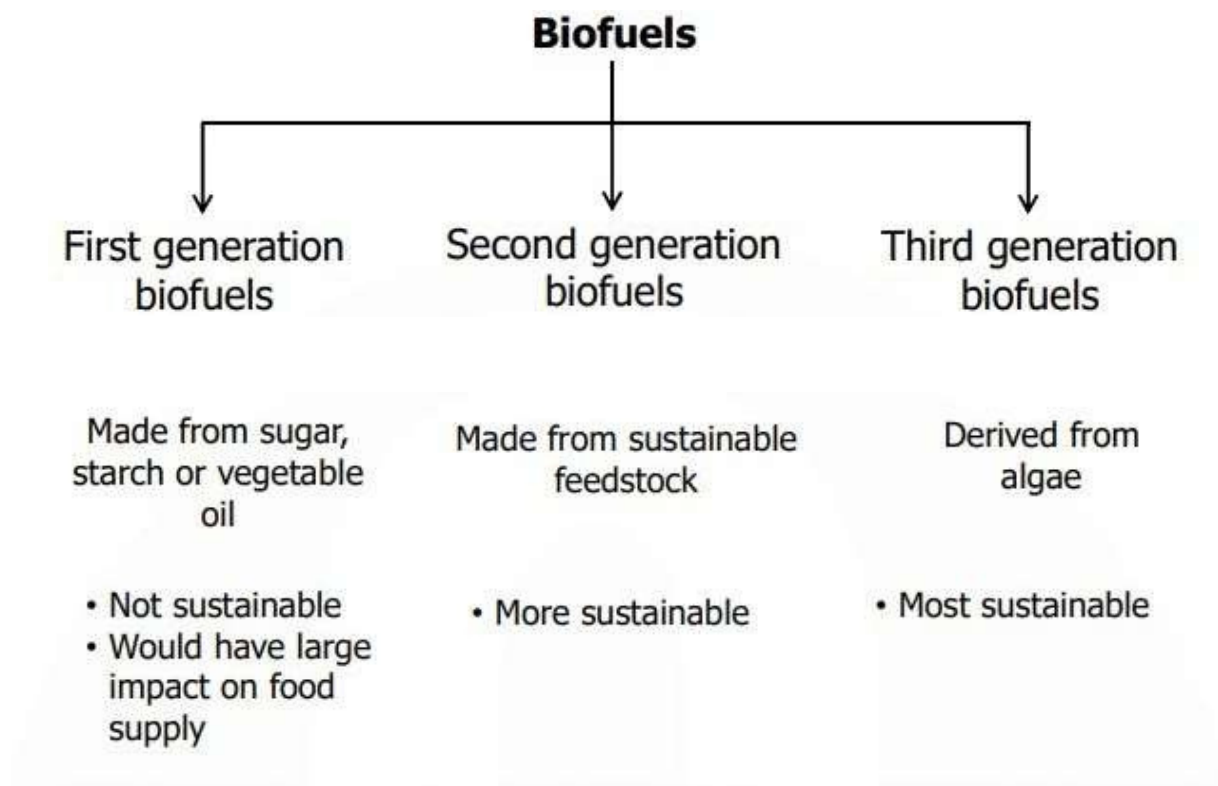 Biofuels
First generation
biofuels
Made from sugar,
starch or vegetable
oil
• Not sustainable
• Would have large
impact on food
supply
Second generation
biofuels
Made from sustainable
feedstock
• More sustainable
Third generation
biofuels
Derived from
algae
• Most sustainable